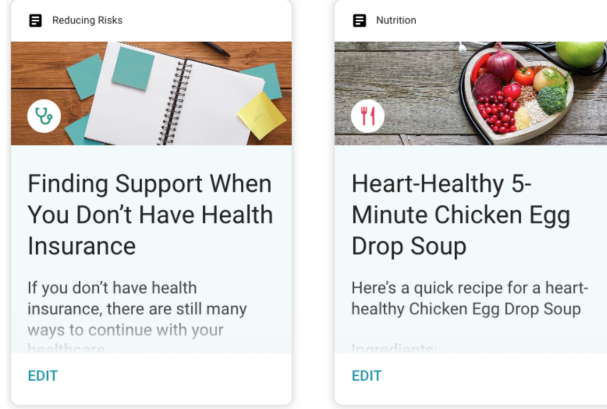 Reducing Risks
Finding Support When
You Don't Have Health
Insurance
If you don't have health
insurance, there are still many
ways to continue with your
healthcare
EDIT
Nutrition
Heart-Healthy 5-
Minute Chicken Egg
Drop Soup
Here's a quick recipe for a heart-
healthy Chicken Egg Drop Soup
Ingredients:
EDIT